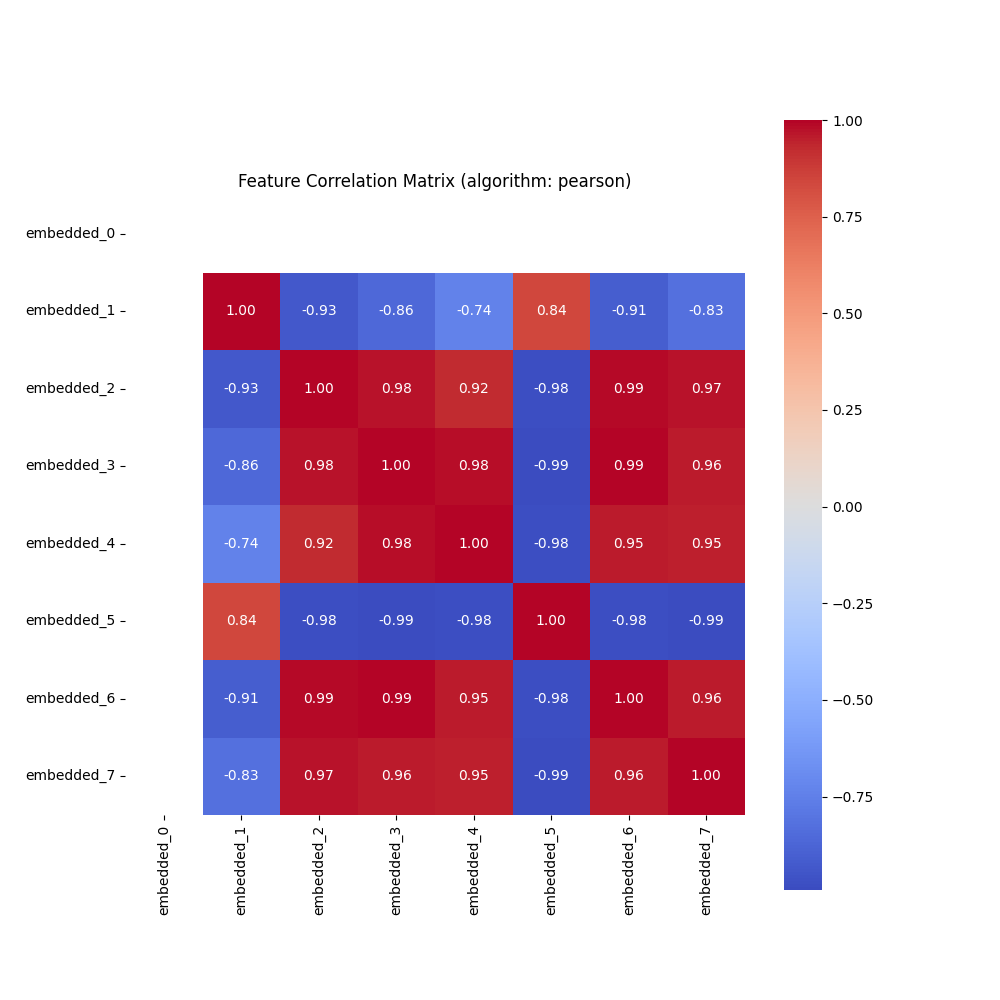 Feature Correlation Matrix (algorithm: pearson)
embedded_0
embedded_1 1.00 -0.93 -0.86 -0.74 0.84 -0.91 -0.83
embedded_2 -0.93 1.00 0.98 0.92 -0.98 0.99 0.97
embedded_3 -0.86 0.98 1.00 0.98 -0.99 0.99 0.96
embedded_4 -0.74 0.92 0.98 1.00 -0.98 0.95 0.95
embedded_5 0.84 -0.98 -0.99 -0.98 1.00 -0.98 -0.99
embedded_6 -0.91 0.99 0.99 0.95 -0.98 1.00 0.96
embedded_7 -0.83 0.97 0.96 0.95 -0.99 0.96 1.00
embedded_0
embedded_1
embedded_2
embedded_3
embedded_4
embedded_5
embedded_6
embedded_7
1.00
0.75
0.50
0.25
0.00
−0.25
−0.50
−0.75